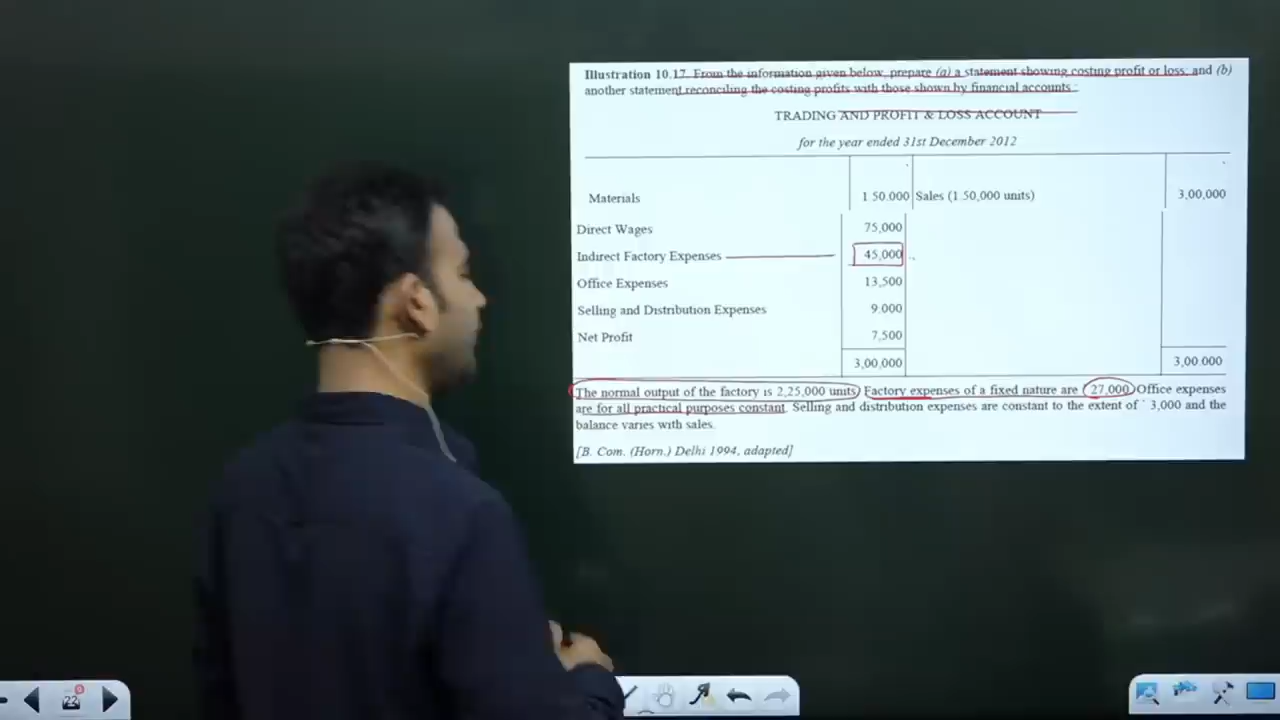 Illustration 10.17. From the information given below, prepare (a) a statement showing costing profit or loss, and (b)
another statement reconciling the costing profits with those shown by financial accounts :
TRADING AND PROFIT & LOSS ACCOUNT
for the year ended 31st December 2012
Materials 1.50.000 Sales (1.50,000 units) 3,00,000
Direct Wages 75,000
Indirect Factory Expenses 45,000
Office Expenses 13,500
Selling and Distribution Expenses 9.000
Net Profit 7,500
3,00,000 3,00.000
The normal output of the factory is 2,25,000 units. Factory expenses of a fixed nature are 27,000. Office expenses
are for all practical purposes constant. Selling and distribution expenses are constant to the extent of ` 3,000 and the
balance varies with sales.
[B. Com. (Horn.) Delhi 1994, adapted]
22